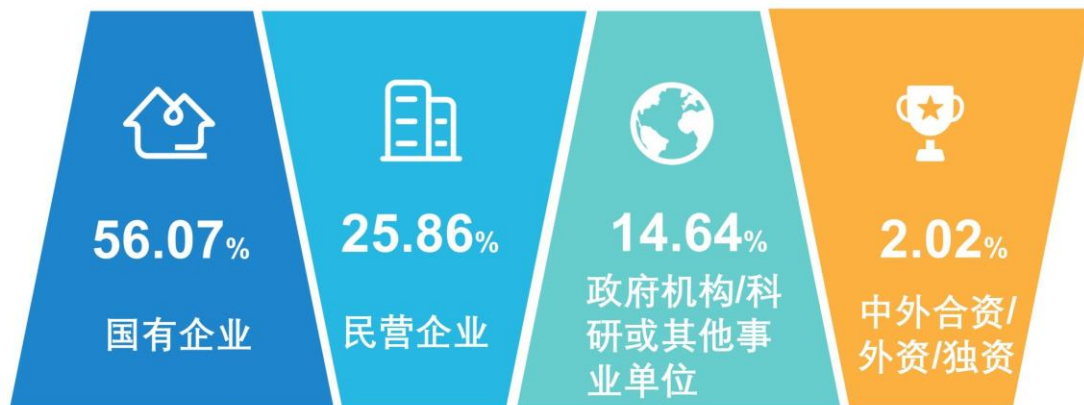 56.07%
国有企业
25.86%
民营企业
14.64%
政府机构/科
研或其他事
业单位
2.02%
中外合资/
外资/独资